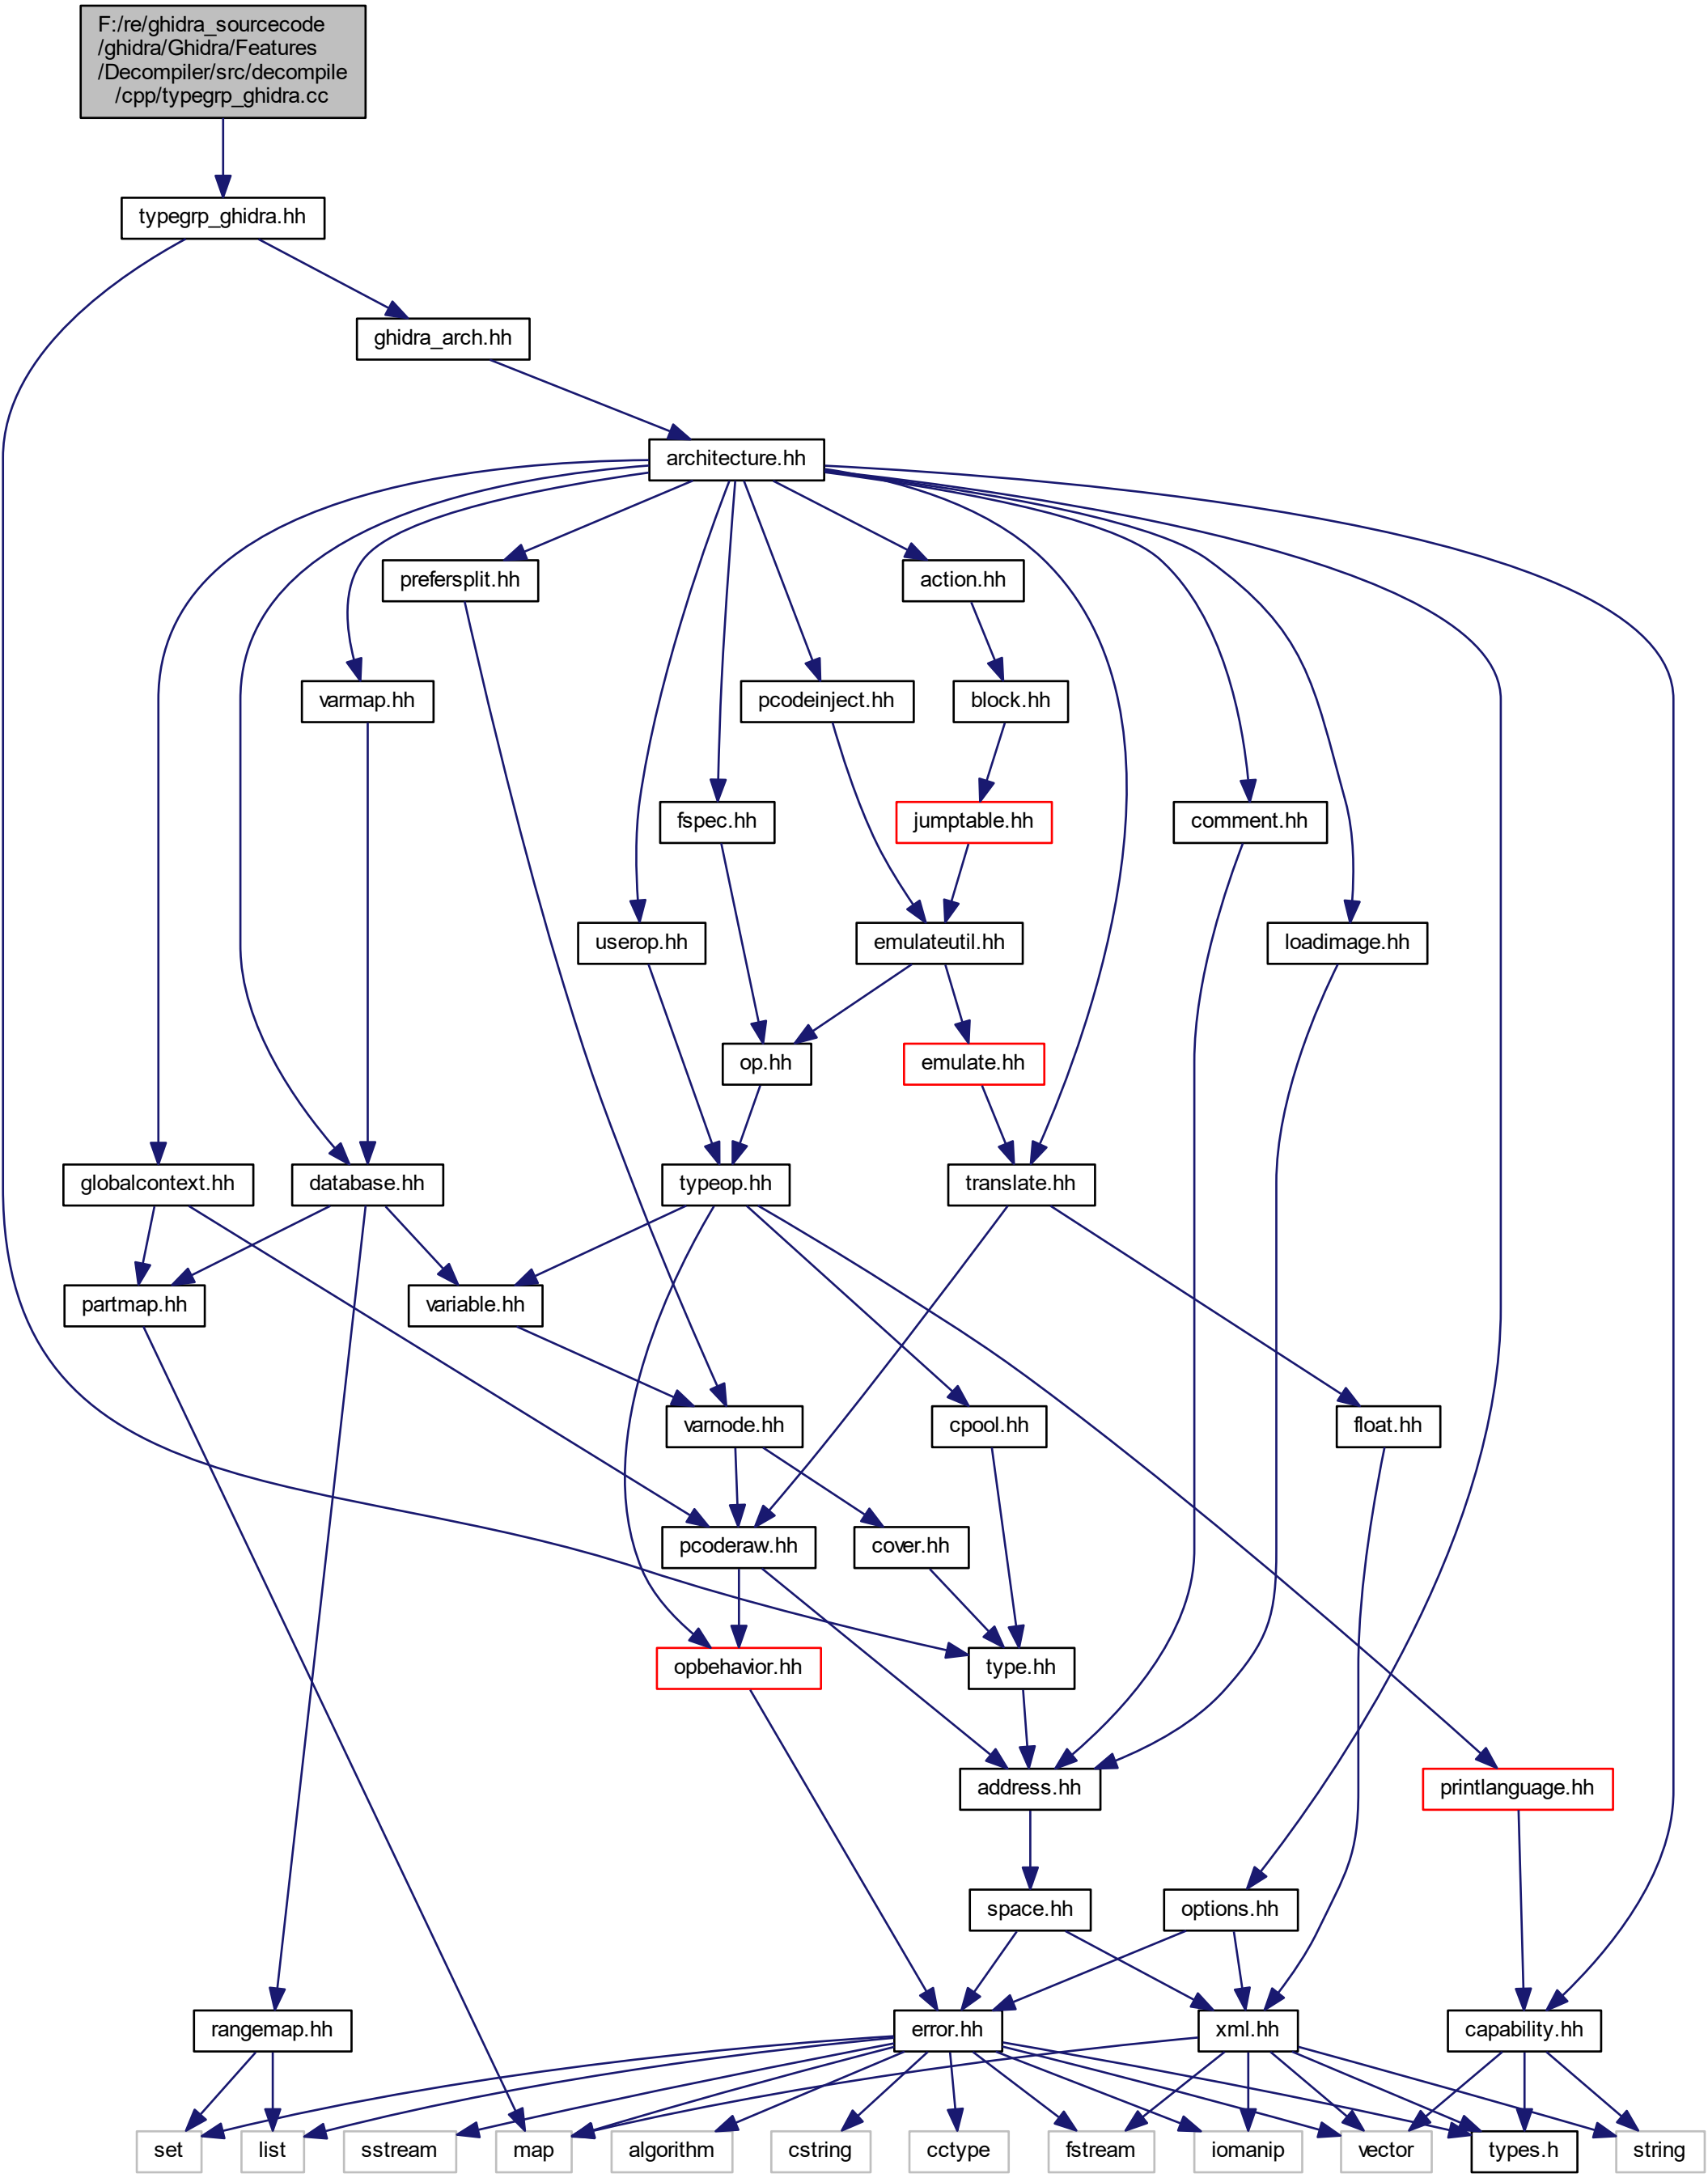 F:/re/ghidra_sourcecode
/ghidra/Ghidra/Features
/Decompiler/src/decompile
/cpp/typegrp_ghidra.cc
typegrp_ghidra.hh
ghidra_arch.hh
architecture.hh
prefersplit.hh
action.hh
varmap.hh
pcodeinject.hh
block.hh
fspec.hh
jumptable.hh
comment.hh
userop.hh
emulateutil.hh
loadimage.hh
op.hh
emulate.hh
globalcontext.hh
database.hh
typeop.hh
translate.hh
partmap.hh
variable.hh
varnode.hh
cpool.hh
float.hh
pcoderaw.hh
cover.hh
opbehavior.hh
type.hh
address.hh
printlanguage.hh
space.hh
options.hh
rangemap.hh
error.hh
xml.hh
capability.hh
set
list
sstream
map
algorithm
cstring
cctype
fstream
iomanip
vector
types.h
string